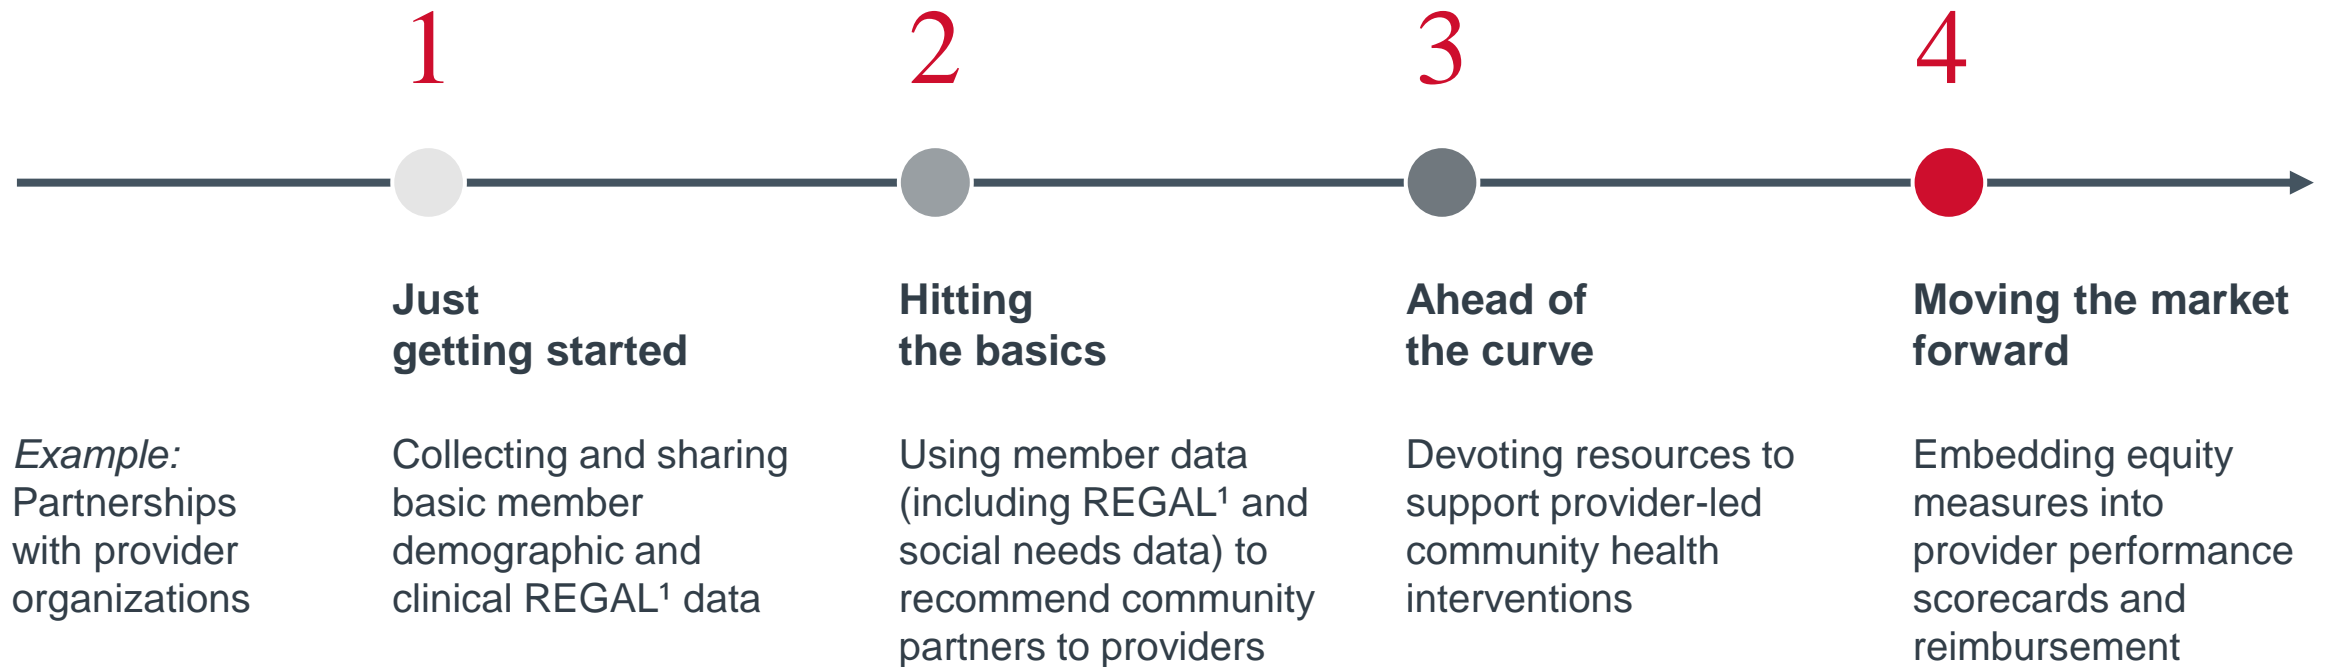 1
2
3
4
Just
getting started
Hitting
the basics
Ahead of
the curve
Moving the market
forward
Example:
Partnerships
with provider
organizations
Collecting and sharing
basic member
demographic and
clinical REGAL¹ data
Using member data
(including REGAL¹ and
social needs data) to
recommend community
partners to providers
Devoting resources to
support provider-led
community health
interventions
Embedding equity
measures into
provider performance
scorecards and
reimbursement